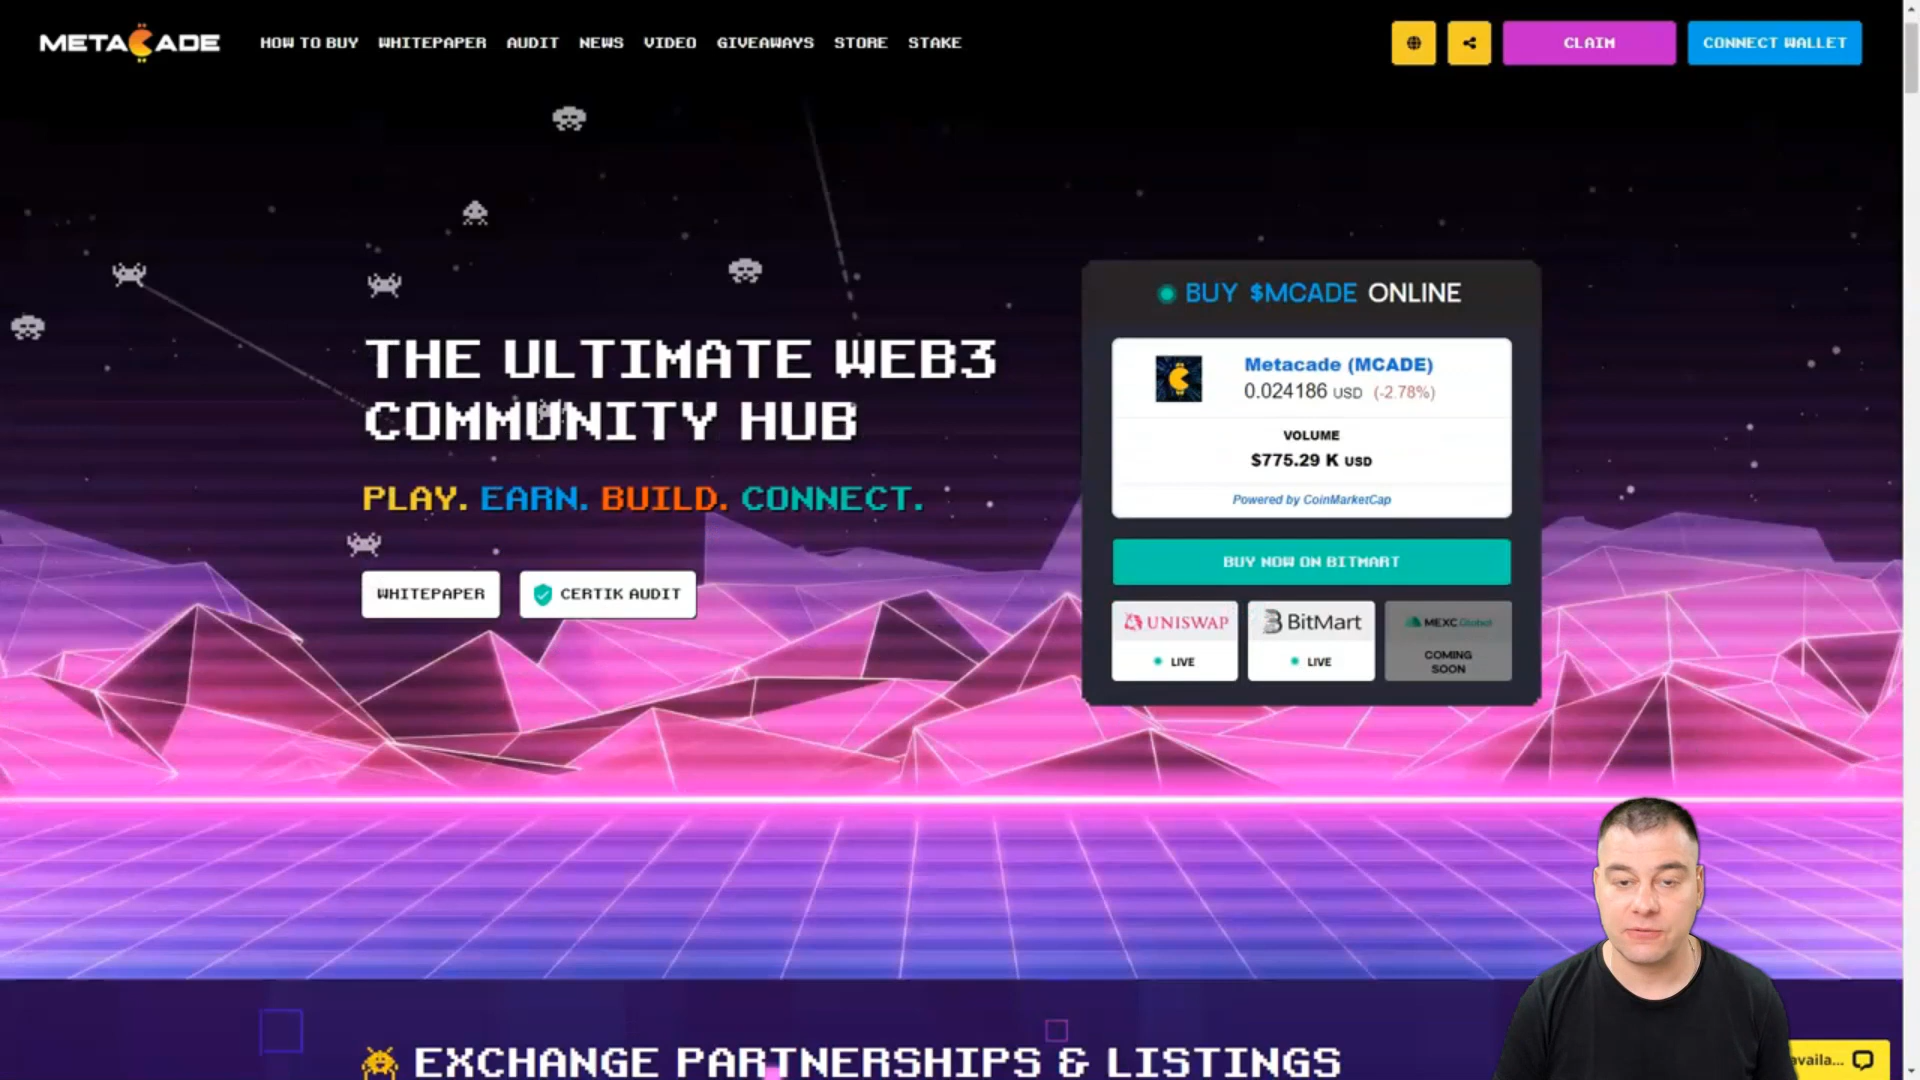 METACADE
HOW TO BUY WHITEPAPER AUDIT NEWS VIDEO GIVEAWAYS STORE STAKE
CLAIM
CONNECT WALLET
THE ULTIMATE WEB3
COMMUNITY HUB
PLAY. EARN. BUILD. CONNECT.
WHITEPAPER
CERTIK AUDIT
BUY $MCADE ONLINE
Metacade (MCADE)
0.024186 USD (-2.78%)
VOLUME
$775.29 K USD
Powered by CoinMarketCap
BUY NOW ON BITMART
UNISWAP
LIVE
BitMart
LIVE
MEXC Global
COMING
SOON
EXCHANGE PARTNERSHIPS & LISTINGS
availa...